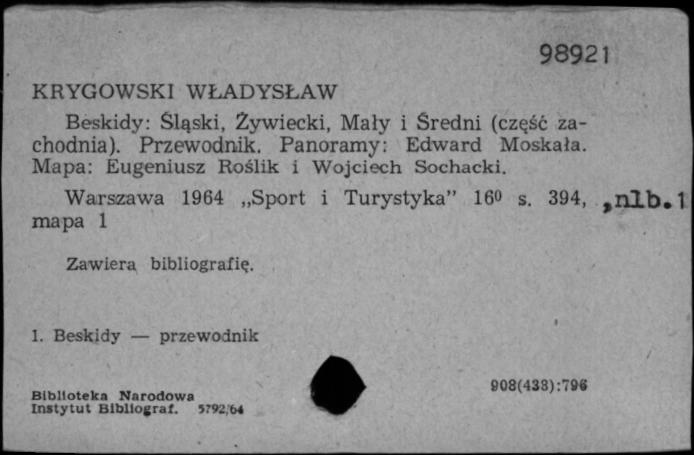 98921
KRYGOWSKI WŁADYSŁAW
Beskidy: Śląski, Żywiecki, Mały i Średni (część za-
chodnia). Przewodnik. Panoramy: Edward Moskała.
Mapa: Eugeniusz Roślik i Wojciech Sochacki.
Warszawa 1964 „Sport i Turystyka” 16⁰ s. 394, ,nlb.1
mapa 1
Zawiera bibliografię.
1. Beskidy — przewodnik
908(438):796
Biblioteka Narodowa
Instytut Bibliograf. 5792/64